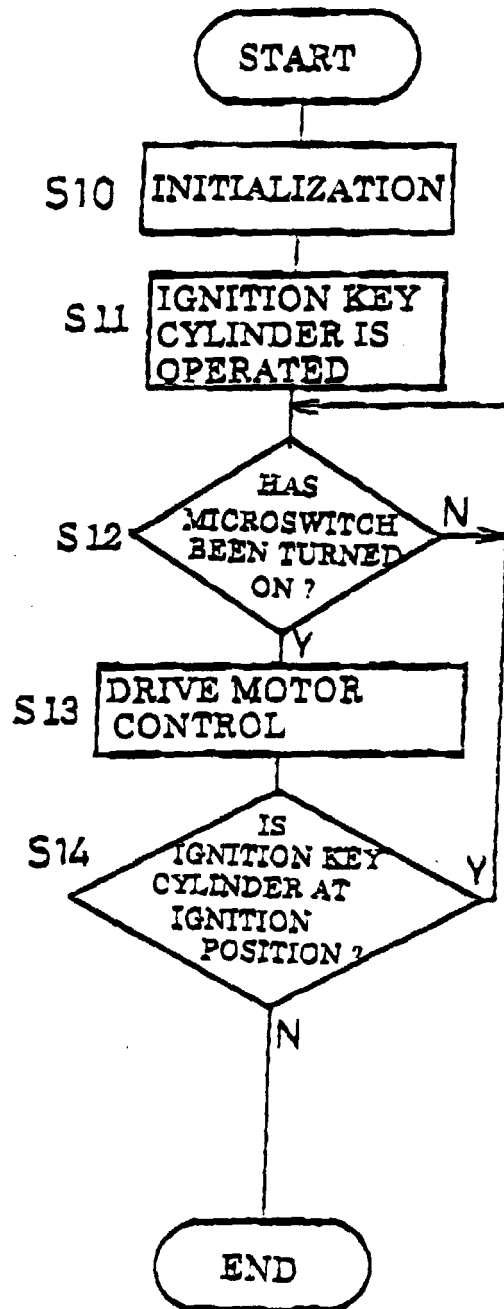 START
S10 INITIALIZATION
S11 IGNITION KEY
CYLINDER IS
OPERATED
HAS
MICROSWITCH
BEEN TURNED
ON ?
S12
N
Y
S13 DRIVE MOTOR
CONTROL
S14
IS
IGNITION KEY
CYLINDER AT
IGNITION
POSITION ?
Y
N
END